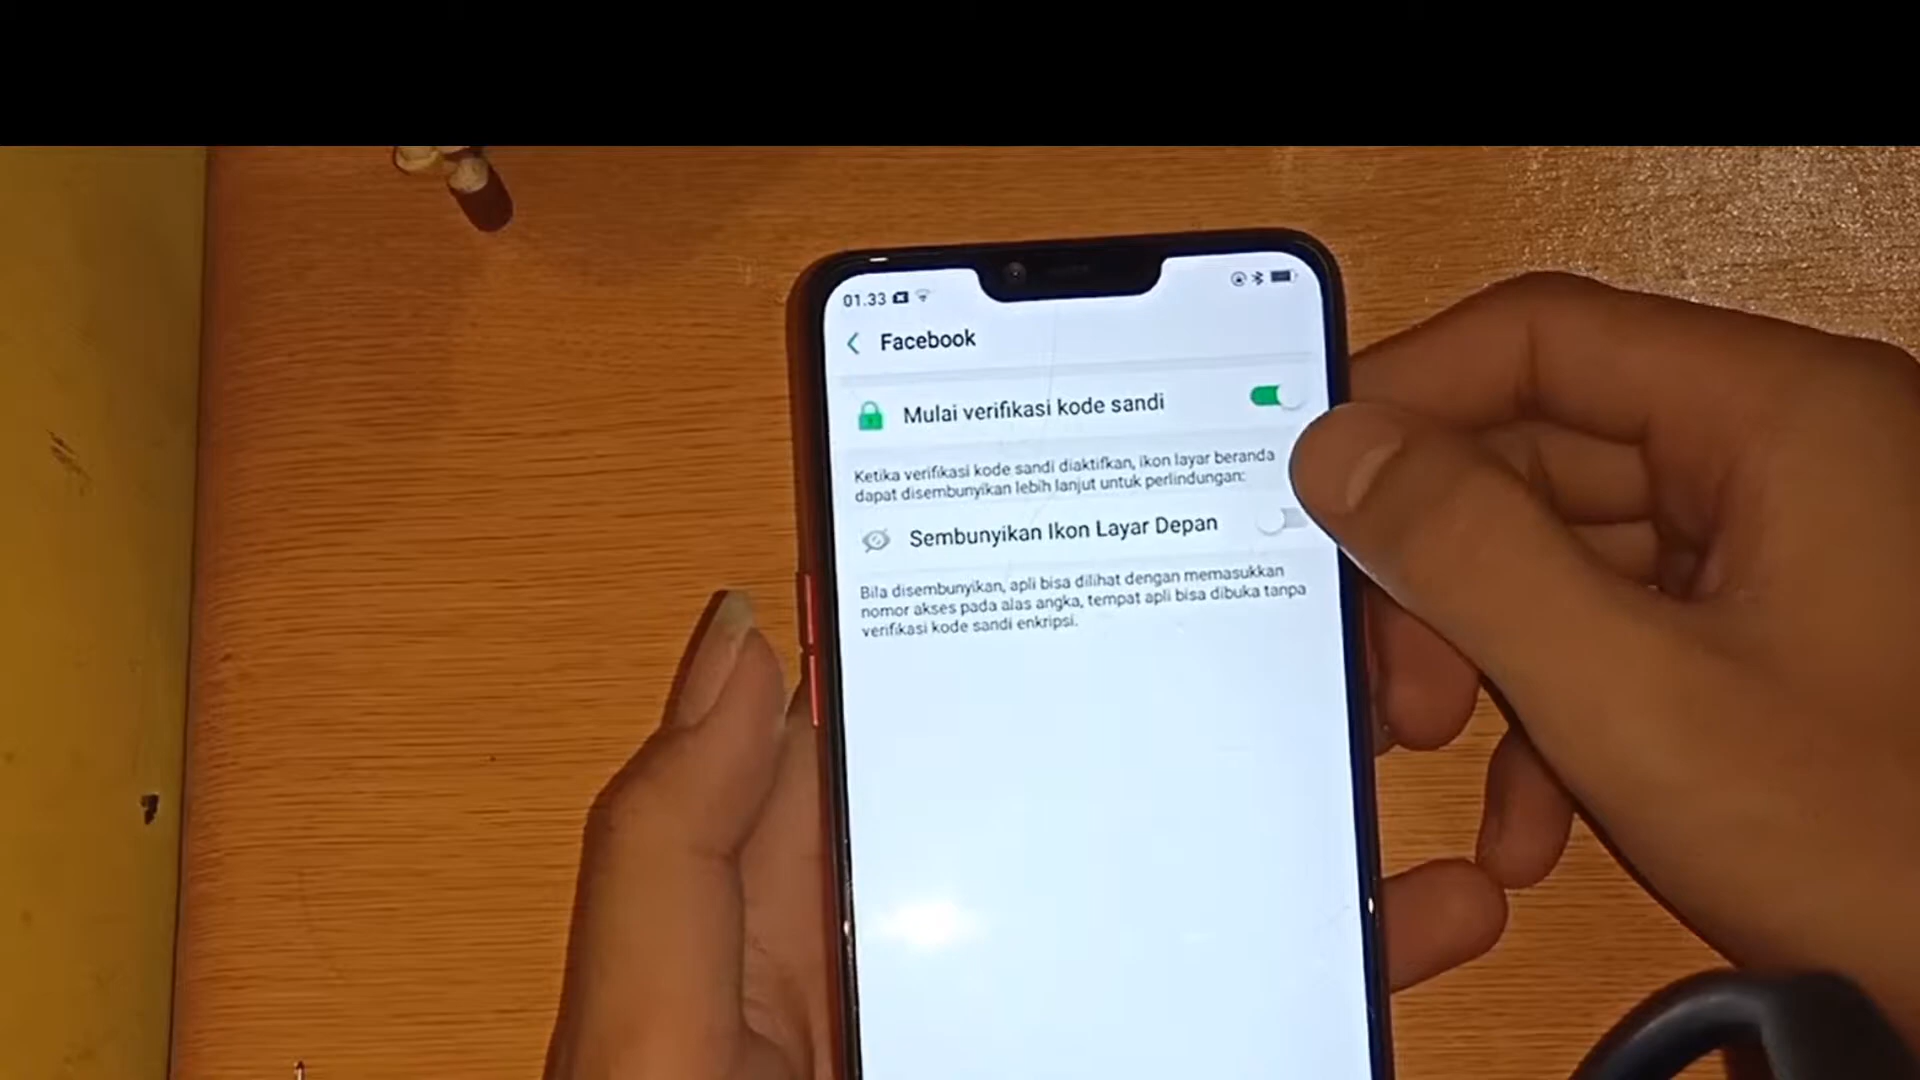 01.33
Facebook
Mulai verifikasi kode sandi
Ketika verifikasi kode sandi diaktifkan, ikon layar beranda
dapat disembunyikan lebih lanjut untuk perlindungan:
Sembunyikan Ikon Layar Depan
Bila disembunyikan, apli bisa dilihat dengan memasukkan
nomor akses pada alas angka, tempat apli bisa dibuka tanpa
verifikasi kode sandi enkripsi.